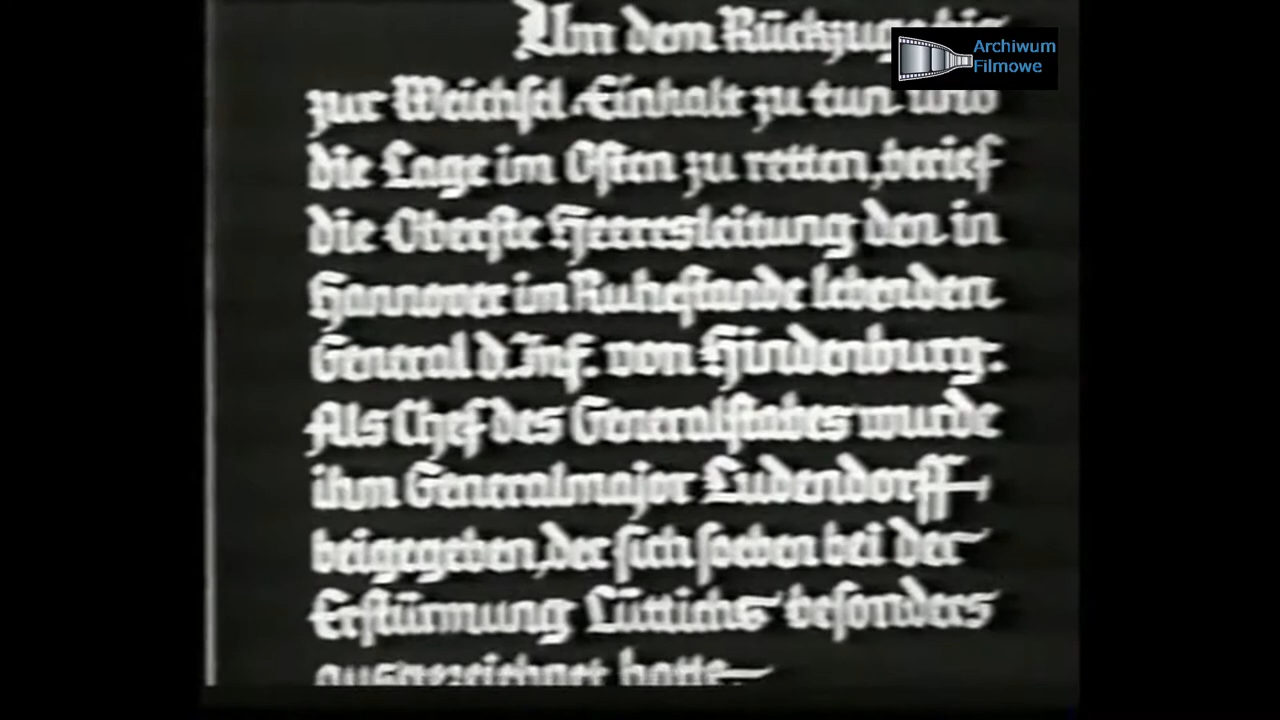 Um dem Rückzuge bis
Archiwum
Filmowe
zur Weichsel Einhalt zu tun und
die Lage im Osten zu retten, berief
die Oberste Heeresleitung den in
Hannover im Ruhestande lebenden
General d. Inf. von Hindenburg.
Als Chef des Generalstabes wurde
ihm Generalmajor Ludendorff
beigegeben, der sich soeben bei der
Erstürmung Lüttichs besonders
ausgezeichnet hatte